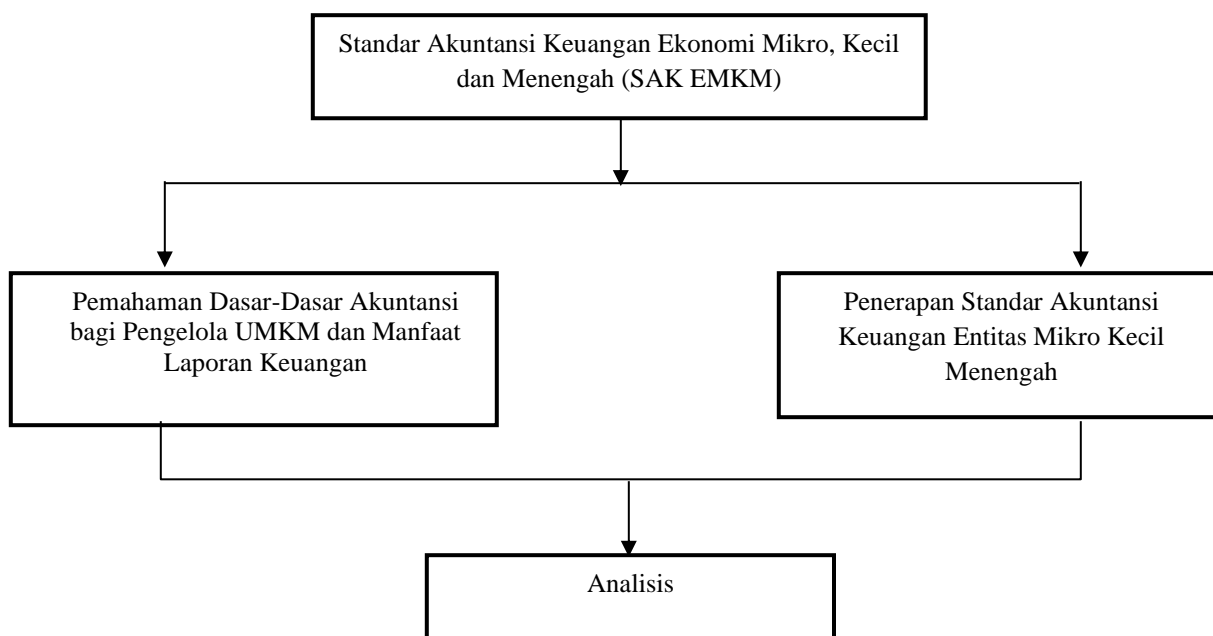 Standar Akuntansi Keuangan Ekonomi Mikro, Kecil
dan Menengah (SAK EMKM)
Pemahaman Dasar-Dasar Akuntansi
bagi Pengelola UMKM dan Manfaat
Laporan Keuangan
Penerapan Standar Akuntansi
Keuangan Entitas Mikro Kecil
Menengah
Analisis